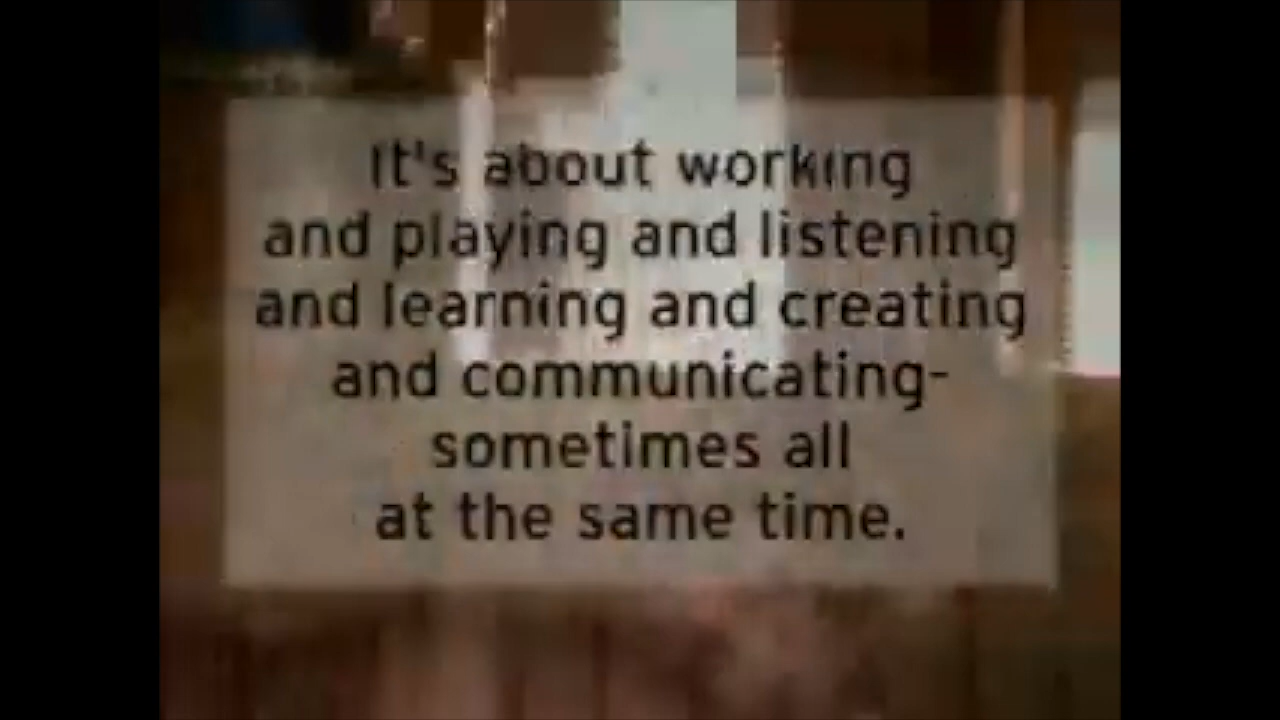 It's about working
and playing and listening
and learning and creating
and communicating-
sometimes all
at the same time.